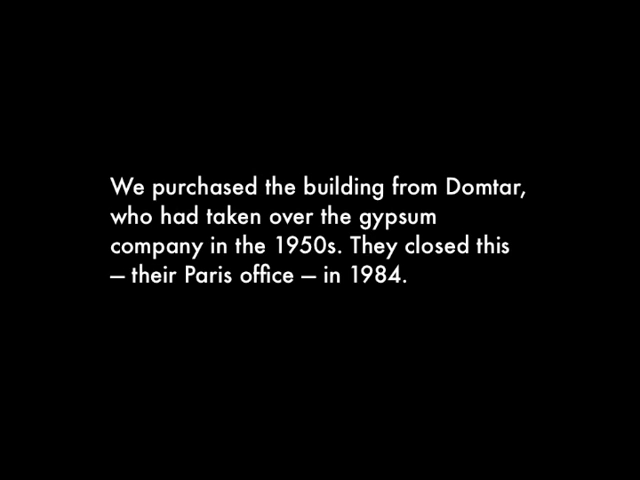 We purchased the building from Domtar,
who had taken over the gypsum
company in the 1950s. They closed this
— their Paris office — in 1984.